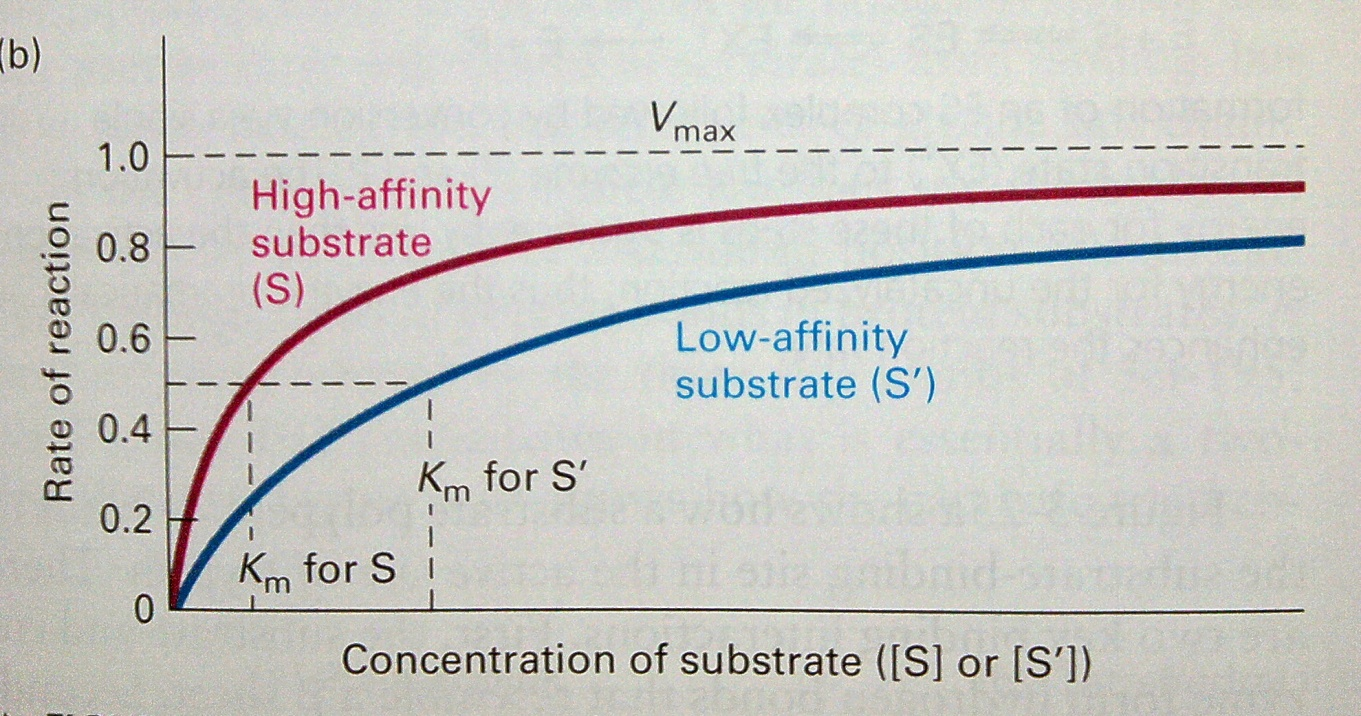 (b)
Vmax
1.0
High-affinity
substrate
(S)
0.8
0.6
Low-affinity
substrate (S′)
0.4
Km for S′
0.2
Km for S
0
Rate of reaction
Concentration of substrate ([S] or [S′])